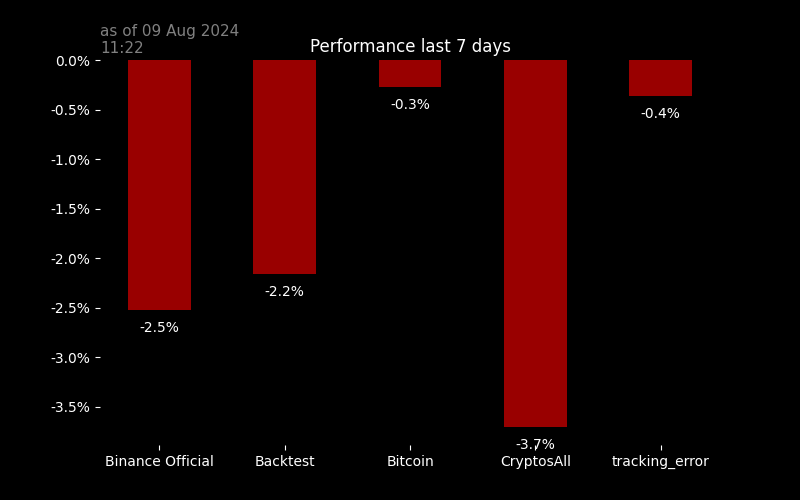 as of 09 Aug 2024
11:22
Performance last 7 days
0.0%
-0.5%
-1.0%
-1.5%
-2.0%
-2.5%
-3.0%
-3.5%
-2.5%
-2.2%
-0.3%
-3.7%
-0.4%
Binance Official
Backtest
Bitcoin
CryptosAll
tracking_error